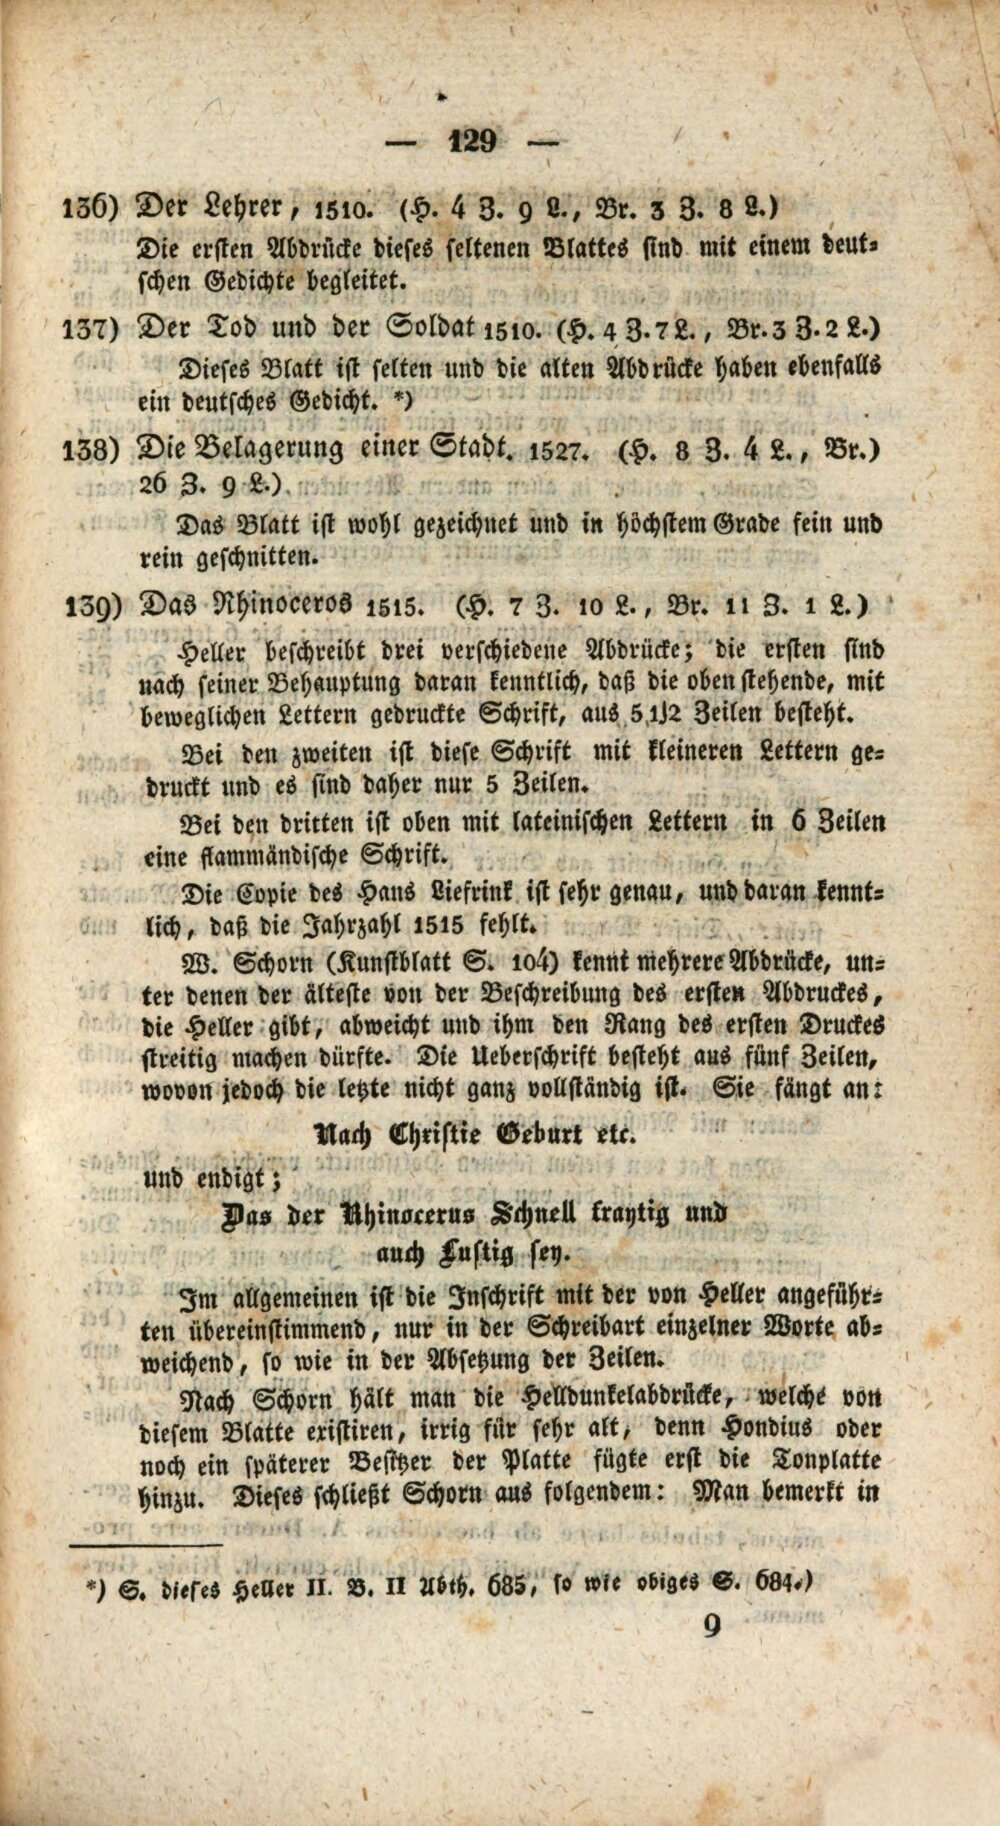 — 129 —
136) Der Lehrer, 1510. (H. 4 Z. 9 L., Br. 3 Z. 8 L.)
Die ersten Abdrücke dieses seltenen Blattes sind mit einem deut-
schen Gedichte begleitet.
137) Der Tod und der Soldat 1510. (H. 4 Z. 7 L., Br. 3 Z. 2 L.)
Dieses Blatt ist selten und die alten Abdrücke haben ebenfalls
ein deutsches Gedicht. *)
138) Die Belagerung einer Stadt. 1527. (H. 8 Z. 4 L., Br.)
26 Z. 9 L.)
Das Blatt ist wohl gezeichnet und in höchstem Grade fein und
rein geschnitten.
139) Das Rhinoceros 1515. (H. 7 Z. 10 L., Br. 11 Z. 1 L.)
Heller beschreibt drei verschiedene Abdrücke; die ersten sind
nach seiner Behauptung daran kenntlich, daß die oben stehende, mit
beweglichen Lettern gedruckte Schrift, aus 5 1/2 Zeilen besteht.
Bei den zweiten ist diese Schrift mit kleineren Lettern ge-
druckt und es sind daher nur 5 Zeilen.
Bei den dritten ist oben mit lateinischen Lettern in 6 Zeilen
eine flammändische Schrift.
Die Copie des Hans Liefrink ist sehr genau, und daran kennt-
lich, daß die Jahrzahl 1515 fehlt.
W. Schorn (Kunstblatt S. 104) kennt mehrere Abdrücke, un-
ter denen der älteste von der Beschreibung des ersten Abdruckes,
die Heller gibt, abweicht und ihm den Rang des ersten Druckes
streitig machen dürfte. Die Ueberschrift besteht aus fünf Zeilen,
wovon jedoch die letzte nicht ganz vollständig ist. Sie fängt an:
Nach Christie Geburt etc.
und endigt;
Das der Rhinocerus Schnell fraytig und
auch Lustig sey.
Im allgemeinen ist die Inschrift mit der von Heller angeführ-
ten übereinstimmend, nur in der Schreibart einzelner Worte ab-
weichend, so wie in der Absetzung der Zeilen.
Nach Schorn hält man die Helldunkelabdrücke, welche von
diesem Blatte existiren, irrig für sehr alt, denn Hondius oder
noch ein späterer Besitzer der Platte fügte erst die Tonplatte
hinzu. Dieses schließt Schorn aus folgendem: Man bemerkt in
*) S. dieses Heller II. B. II Abth. 685, so wie obiges S. 684.)
9